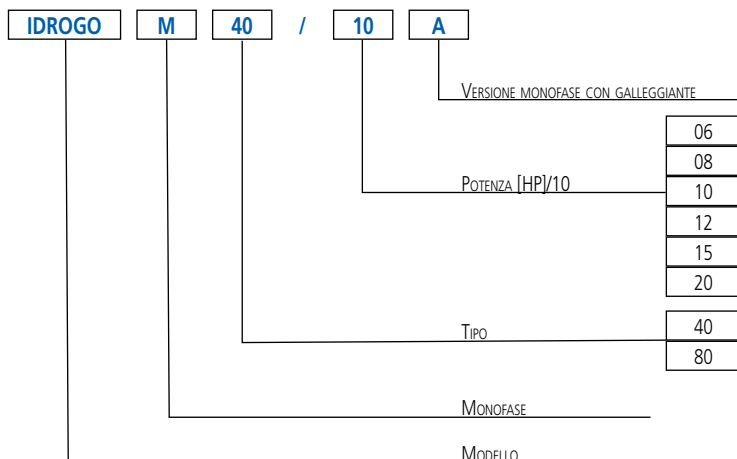 IDROGO M 40 / 10 A
Versione monofase con galleggiante
06
08
Potenza [HP]/10
10
12
15
20
Tipo
40
80
Monofase
Modello